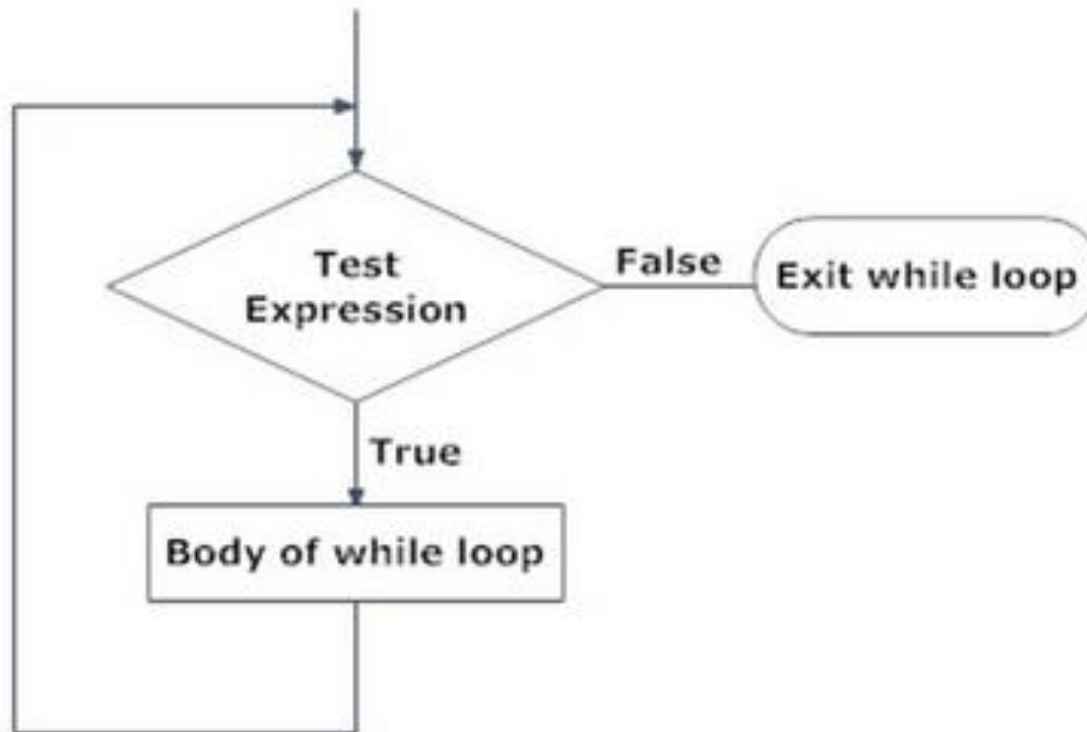 Test
Expression
False
Exit while loop
True
Body of while loop